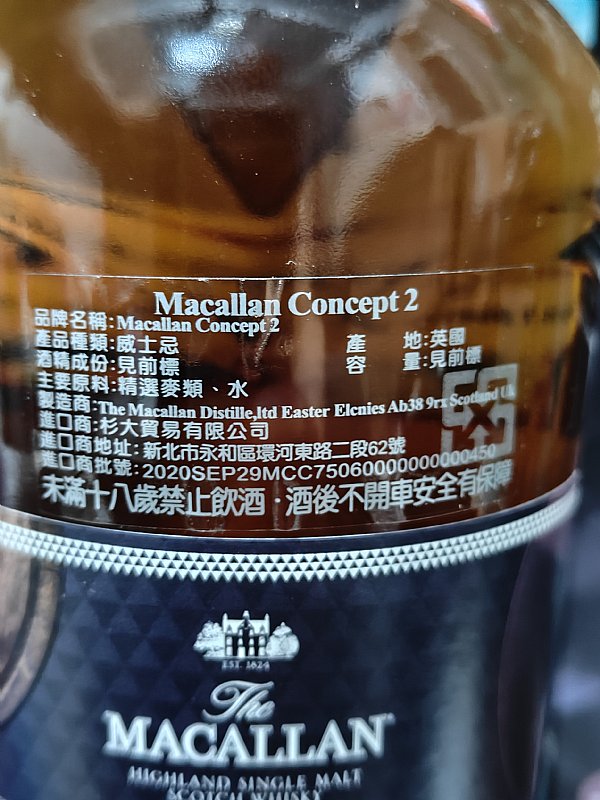 Macallan Concept 2
品牌名稱:Macallan Concept 2
產品種類:威士忌 產 地:英國
酒精成份:見前標 容 量:見前標
主要原料:精選麥類、水
製造商:The Macallan Distille,ltd Easter Elcnies Ab38 9rx Scotland UK
進口商:杉大貿易有限公司
進口商地址:新北市永和區環河東路二段62號
進口商批號:2020SEP29MCC75060000000000450
未滿十八歲禁止飲酒・酒後不開車安全有保障
EST. 1824
The
MACALLAN
HIGHLAND SINGLE MALT
SCOTCH WHISKY